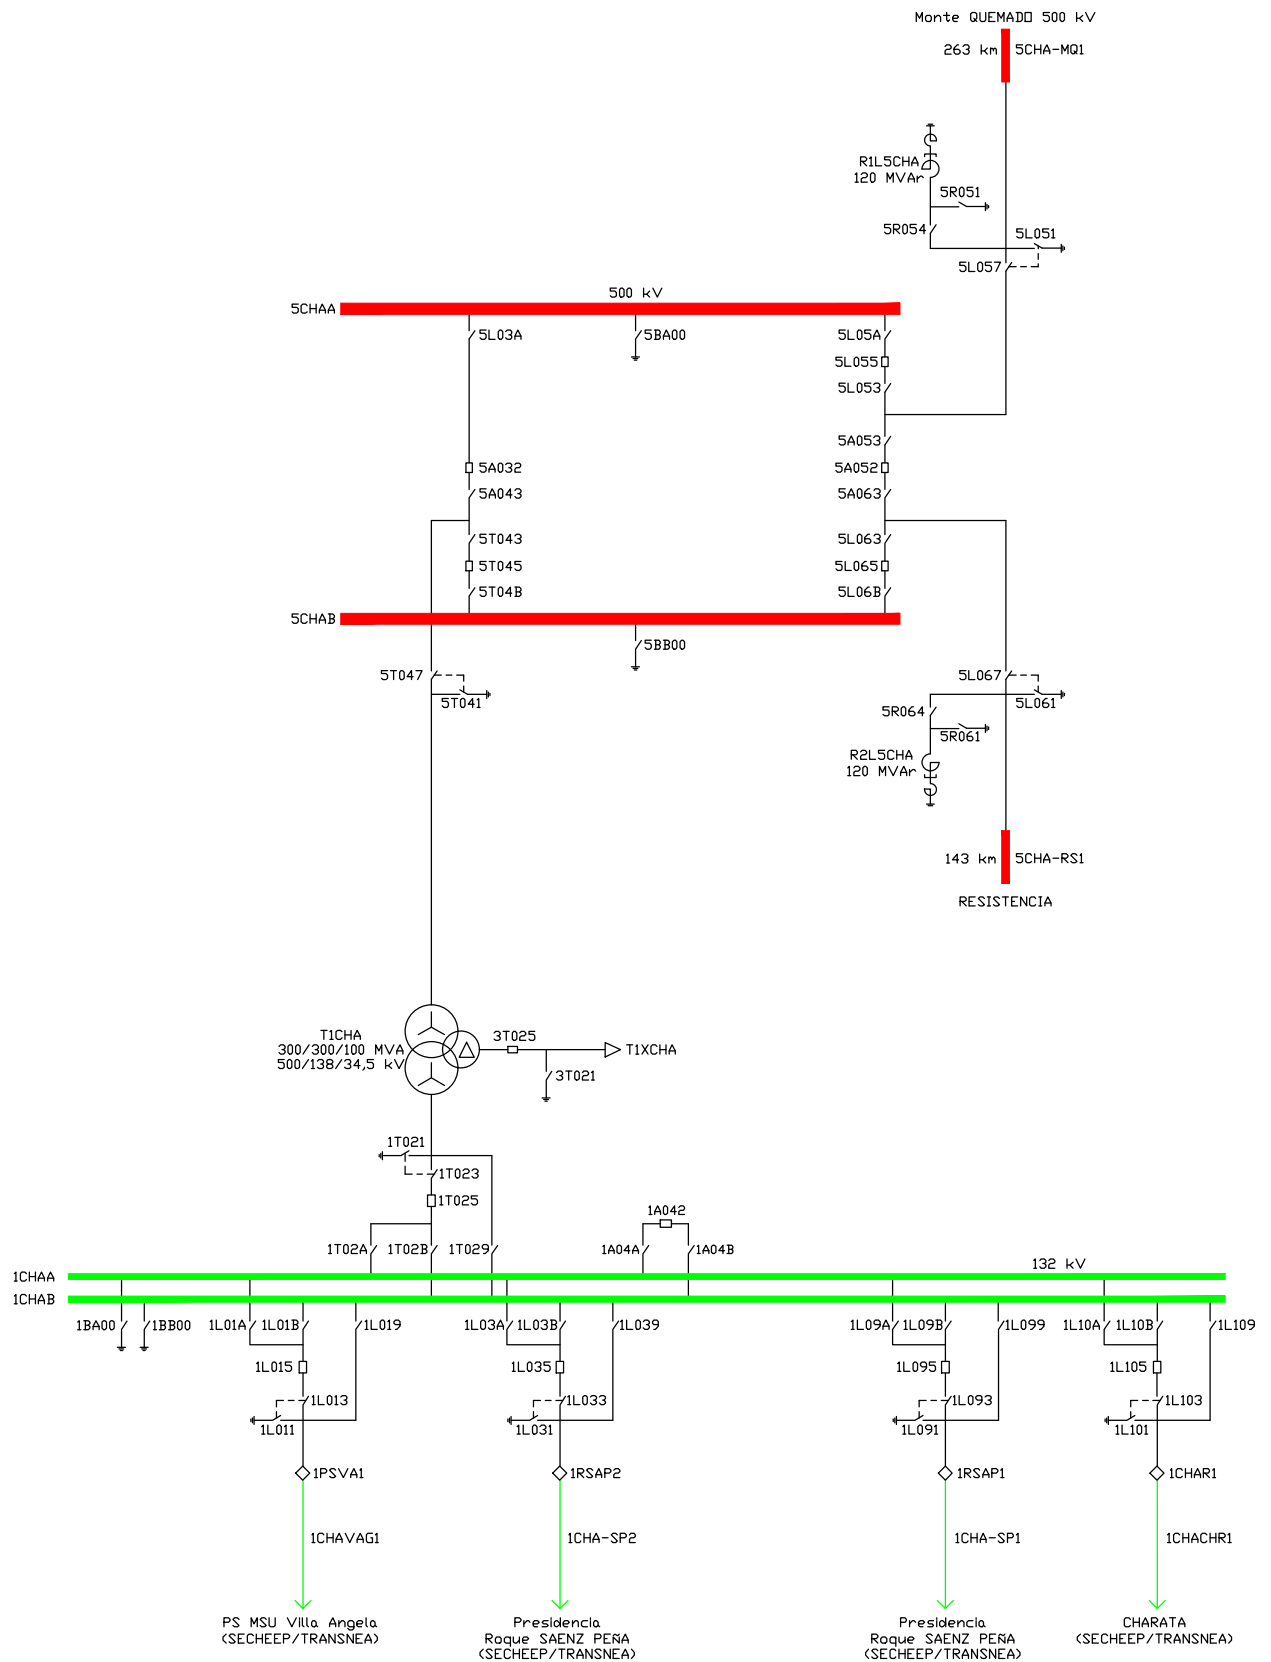 Monte QUEMADO 500 kV
263 km
5CHA-MQ1
R1L5CHA
120 MVAr
5R051
5R054
5L051
5L057
500 kV
5CHAA
5L03A
5BA00
5L05A
5L055
5L053
5A053
5A032
5A052
5A043
5A063
5T043
5L063
5T045
5L065
5T04B
5L06B
5CHAB
5BB00
5T047
5T041
5L067
5L061
5R064
5R061
R2L5CHA
120 MVAr
143 km
5CHA-RS1
RESISTENCIA
T1CHA
300/300/100 MVA
500/138/34,5 kV
3T025
T1XCHA
3T021
1T021
1T023
1T025
1A042
1T02A
1T02B
1T029
1A04A
1A04B
132 kV
1CHAA
1CHAB
1BA00
1BB00
1L01A
1L01B
1L019
1L03A
1L03B
1L039
1L09A
1L09B
1L099
1L10A
1L10B
1L109
1L015
1L035
1L095
1L105
1L013
1L033
1L093
1L103
1L011
1L031
1L091
1L101
1PSVA1
1RSAP2
1RSAP1
1CHAR1
1CHAVAG1
1CHA-SP2
1CHA-SP1
1CHACHR1
PS MSU Villa Angela
(SECHEEP/TRANSNEA)
Presidencia
Roque SAENZ PEÑA
(SECHEEP/TRANSNEA)
Presidencia
Roque SAENZ PEÑA
(SECHEEP/TRANSNEA)
CHARATA
(SECHEEP/TRANSNEA)